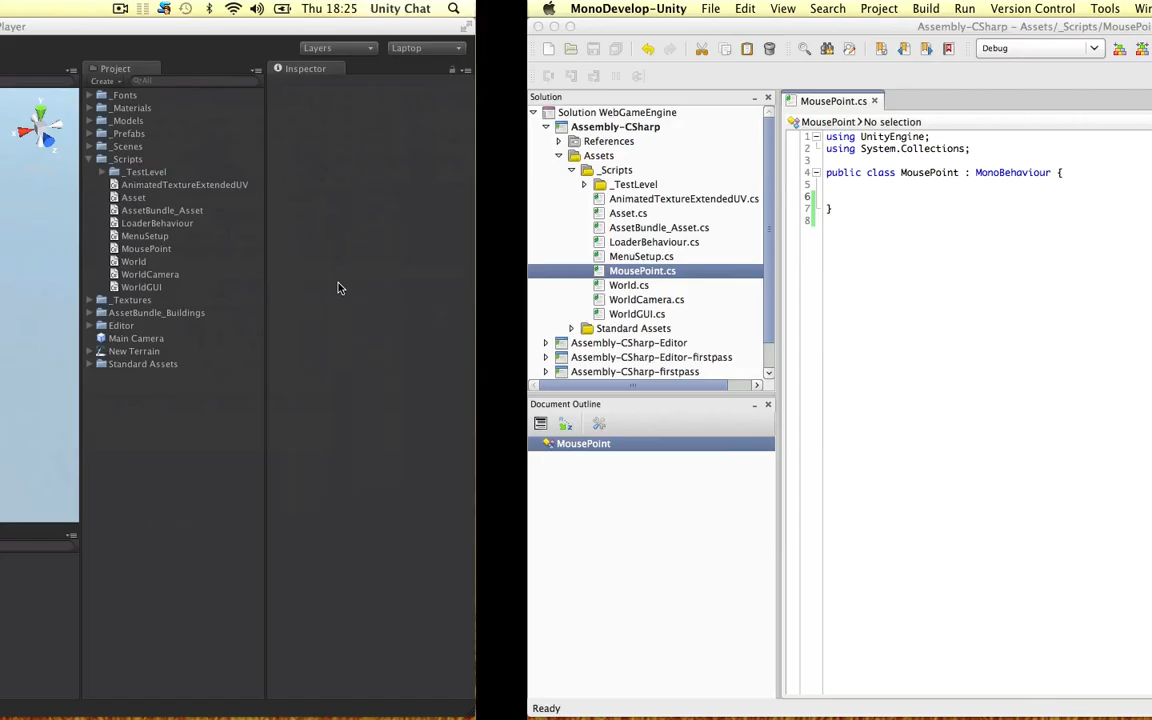 Thu 18:25 Unity Chat
Player
Layers
Laptop
Project
Create
All
_Fonts
_Materials
_Models
_Prefabs
_Scenes
_Scripts
_TestLevel
AnimatedTextureExtendedUV
Asset
AssetBundle_Asset
LoaderBehaviour
MenuSetup
MousePoint
World
WorldCamera
WorldGUI
_Textures
AssetBundle_Buildings
Editor
Main Camera
New Terrain
Standard Assets
Inspector
MonoDevelop-Unity File Edit View Search Project Build Run Version Control Tools Win
Assembly-CSharp – Assets/_Scripts/MousePoi
Debug
Solution
Solution WebGameEngine
Assembly-CSharp
References
Assets
_Scripts
_TestLevel
AnimatedTextureExtendedUV.cs
Asset.cs
AssetBundle_Asset.cs
LoaderBehaviour.cs
MenuSetup.cs
MousePoint.cs
World.cs
WorldCamera.cs
WorldGUI.cs
Standard Assets
Assembly-CSharp-Editor
Assembly-CSharp-Editor-firstpass
Assembly-CSharp-firstpass
Document Outline
MousePoint
MousePoint.cs
MousePoint > No selection
1 using UnityEngine;
2 using System.Collections;
3
4 public class MousePoint : MonoBehaviour {
5
6
7 }
8
Ready